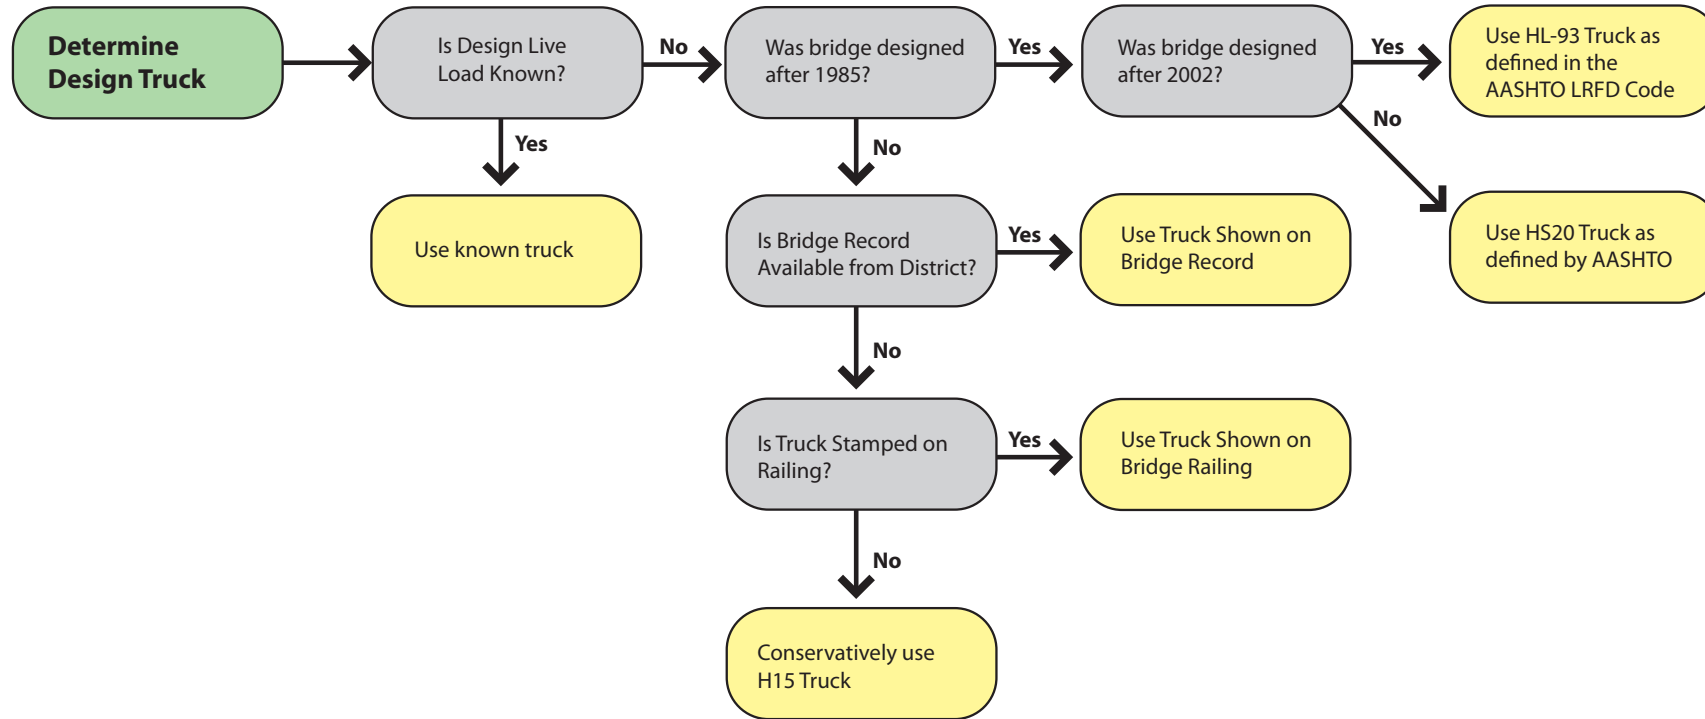 Determine
Design Truck
Is Design Live
Load Known?
No
Was bridge designed
after 1985?
Yes
Was bridge designed
after 2002?
Yes
Use HL-93 Truck as
defined in the
AASHTO LRFD Code
No
Yes
No
Use known truck
Is Bridge Record
Available from District?
Yes
Use Truck Shown on
Bridge Record
Use HS20 Truck as
defined by AASHTO
No
Is Truck Stamped on
Railing?
Yes
Use Truck Shown on
Bridge Railing
No
Conservatively use
H15 Truck